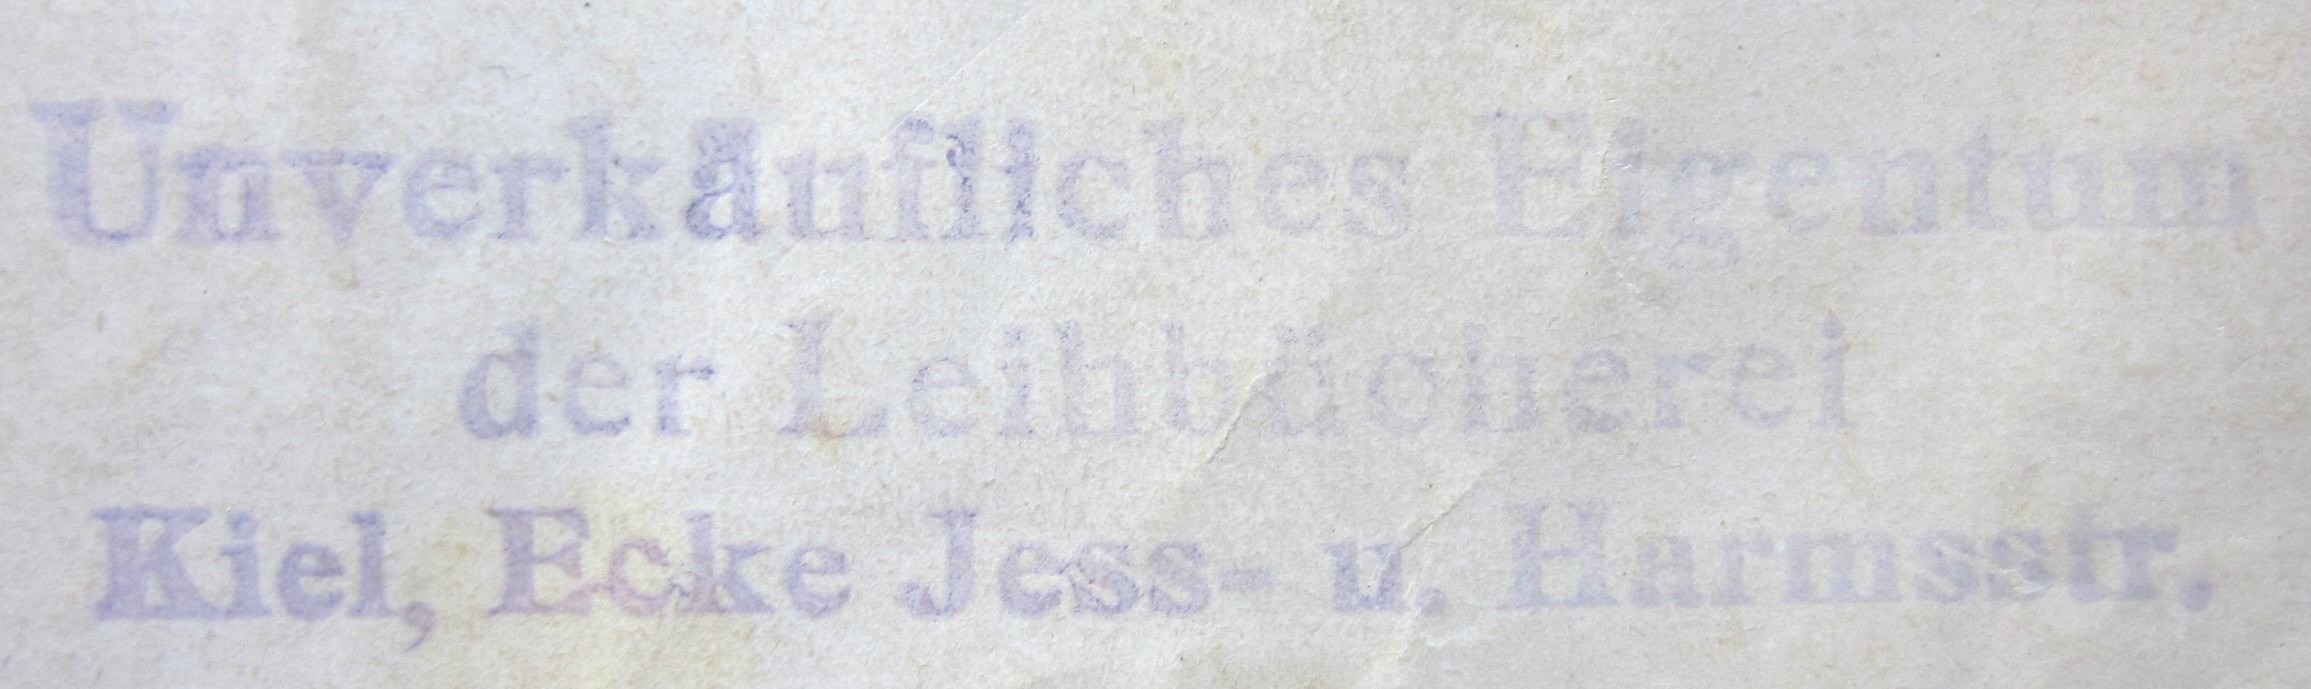 Unverkäufliches Eigentum
der Leihbücherei
Kiel, Ecke Jess- u. Harmsstr.